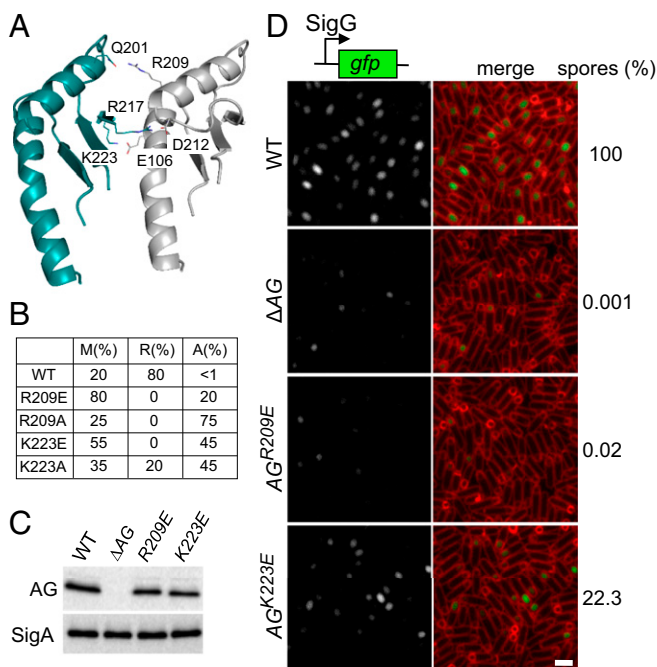 A
Q201
R209
R217
K223
D212
E106
B
M(%) R(%) A(%)
WT 20 80 <1
R209E 80 0 20
R209A 25 0 75
K223E 55 0 45
K223A 35 20 45
C
WT ΔAG R209E K223E
AG
SigA
D
SigG
gfp
merge spores (%)
WT 100
ΔAG 0.001
AG^R209E 0.02
AG^K223E 22.3